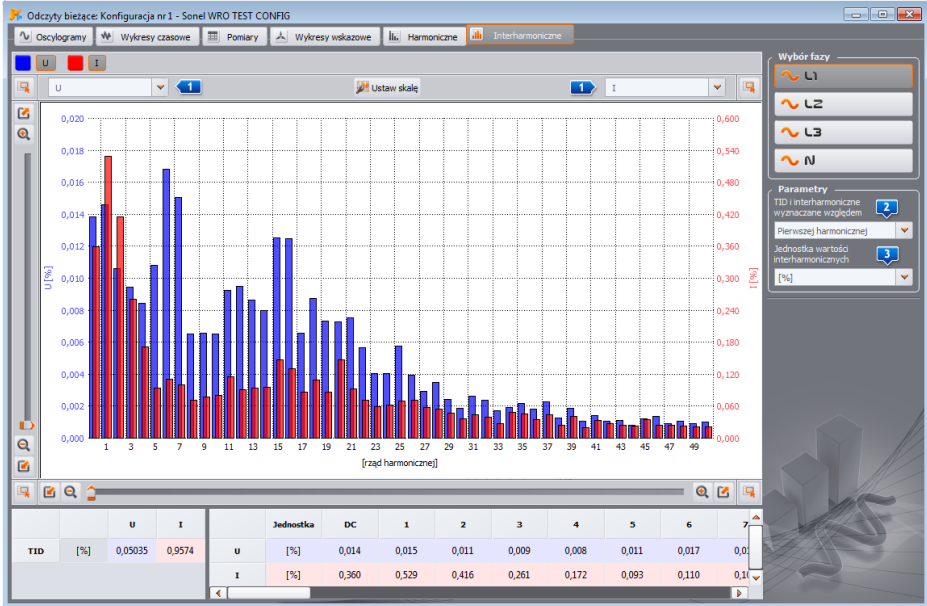 Odczyty bieżące: Konfiguracja nr 1 - Sonel WRO TEST CONFIG
Oscylogramy Wykresy czasowe Pomiary Wykresy wskazowe Harmoniczne Interharmoniczne
U I
U 1 Ustaw skalę 1 I
Wybór fazy
L1
L2
L3
N
Parametry
TID i interharmoniczne
wyznaczane względem 2
Pierwszej harmonicznej
Jednostka wartości
interharmonicznych 3
[%]
0,020 0,600
0,018 0,540
0,016 0,480
0,014 0,420
0,012 0,360
0,010 0,300
0,008 0,240
0,006 0,180
0,004 0,120
0,002 0,060
0,000 0,000
U [%]
I [%]
1 3 5 7 9 11 13 15 17 19 21 23 25 27 29 31 33 35 37 39 41 43 45 47 49
[rząd harmonicznej]
U I Jednostka DC 1 2 3 4 5 6 7
TID [%] 0,05035 0,9574 U [%] 0,014 0,015 0,011 0,009 0,008 0,011 0,017
I [%] 0,360 0,529 0,416 0,261 0,172 0,093 0,110